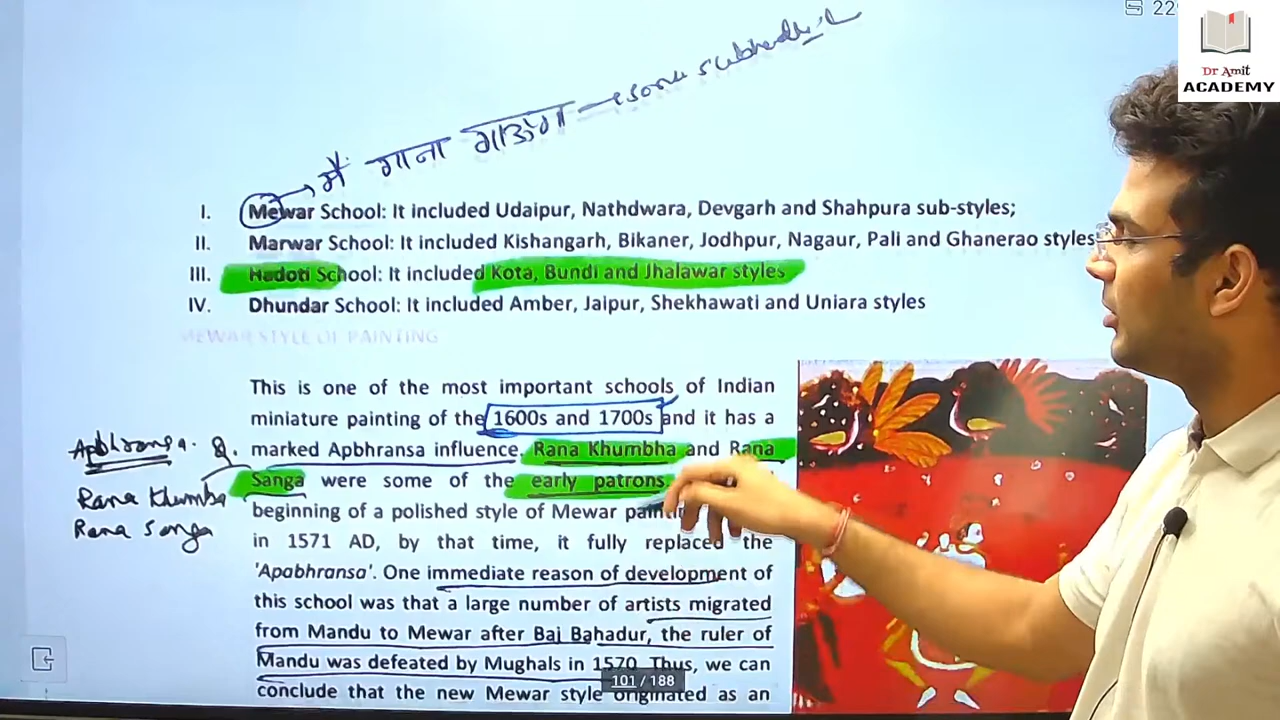 229
Dr Amit
ACADEMY
मैं गाना गाऊंगा
I. Mewar School: It included Udaipur, Nathdwara, Devgarh and Shahpura sub-styles;
II. Marwar School: It included Kishangarh, Bikaner, Jodhpur, Nagaur, Pali and Ghanerao styles
III. Hadoti School: It included Kota, Bundi and Jhalawar styles
IV. Dhundar School: It included Amber, Jaipur, Shekhawati and Uniara styles
MEWAR STYLE OF PAINTING
This is one of the most important schools of Indian
miniature painting of the 1600s and 1700s and it has a
marked Apbhransa influence. Rana Khumbha and Rana
Sanga were some of the early patrons.
beginning of a polished style of Mewar
in 1571 AD, by that time, it fully replaced the
'Apabhransa'. One immediate reason of development of
this school was that a large number of artists migrated
from Mandu to Mewar after Baj Bahadur, the ruler of
Mandu was defeated by Mughals in 1570 Thus, we can
conclude that the new Mewar style originated as an
Rana Khumba
Rana Sanga
101 / 188